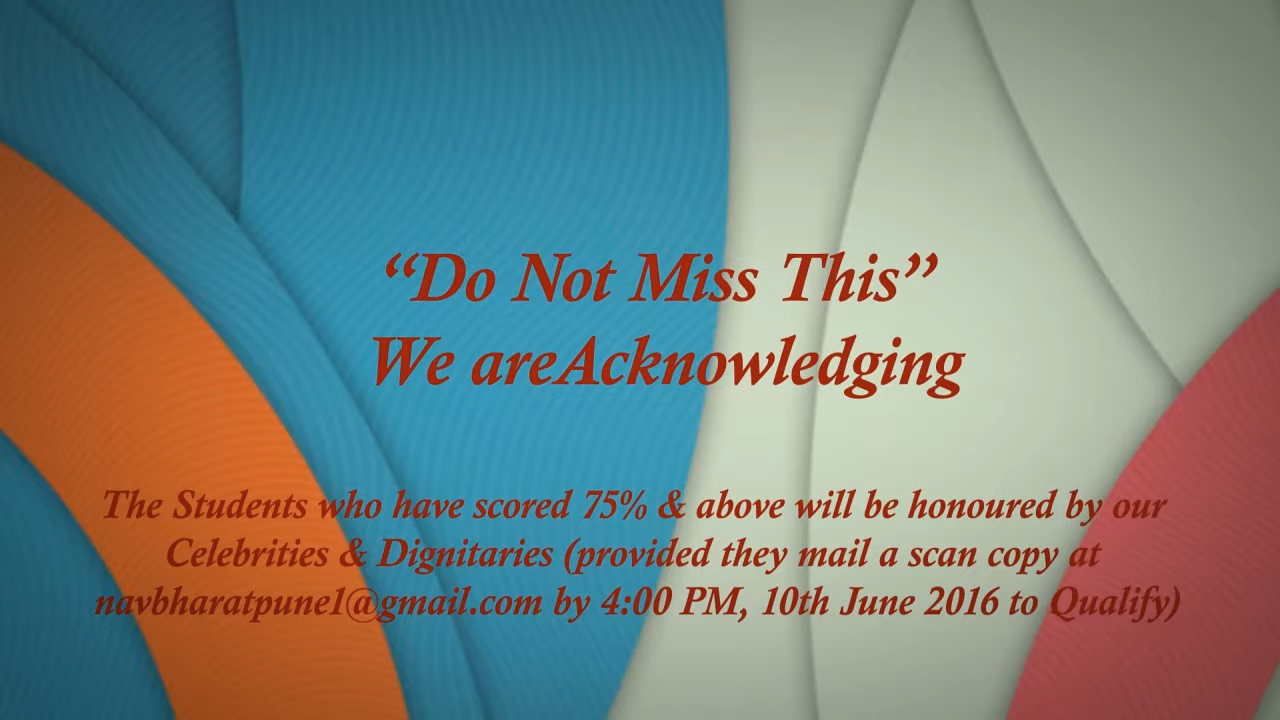 “Do Not Miss This”
We areAcknowledging
The Students who have scored 75% & above will be honoured by our
Celebrities & Dignitaries (provided they mail a scan copy at
navbharatpune1@gmail.com by 4:00 PM, 10th June 2016 to Qualify)